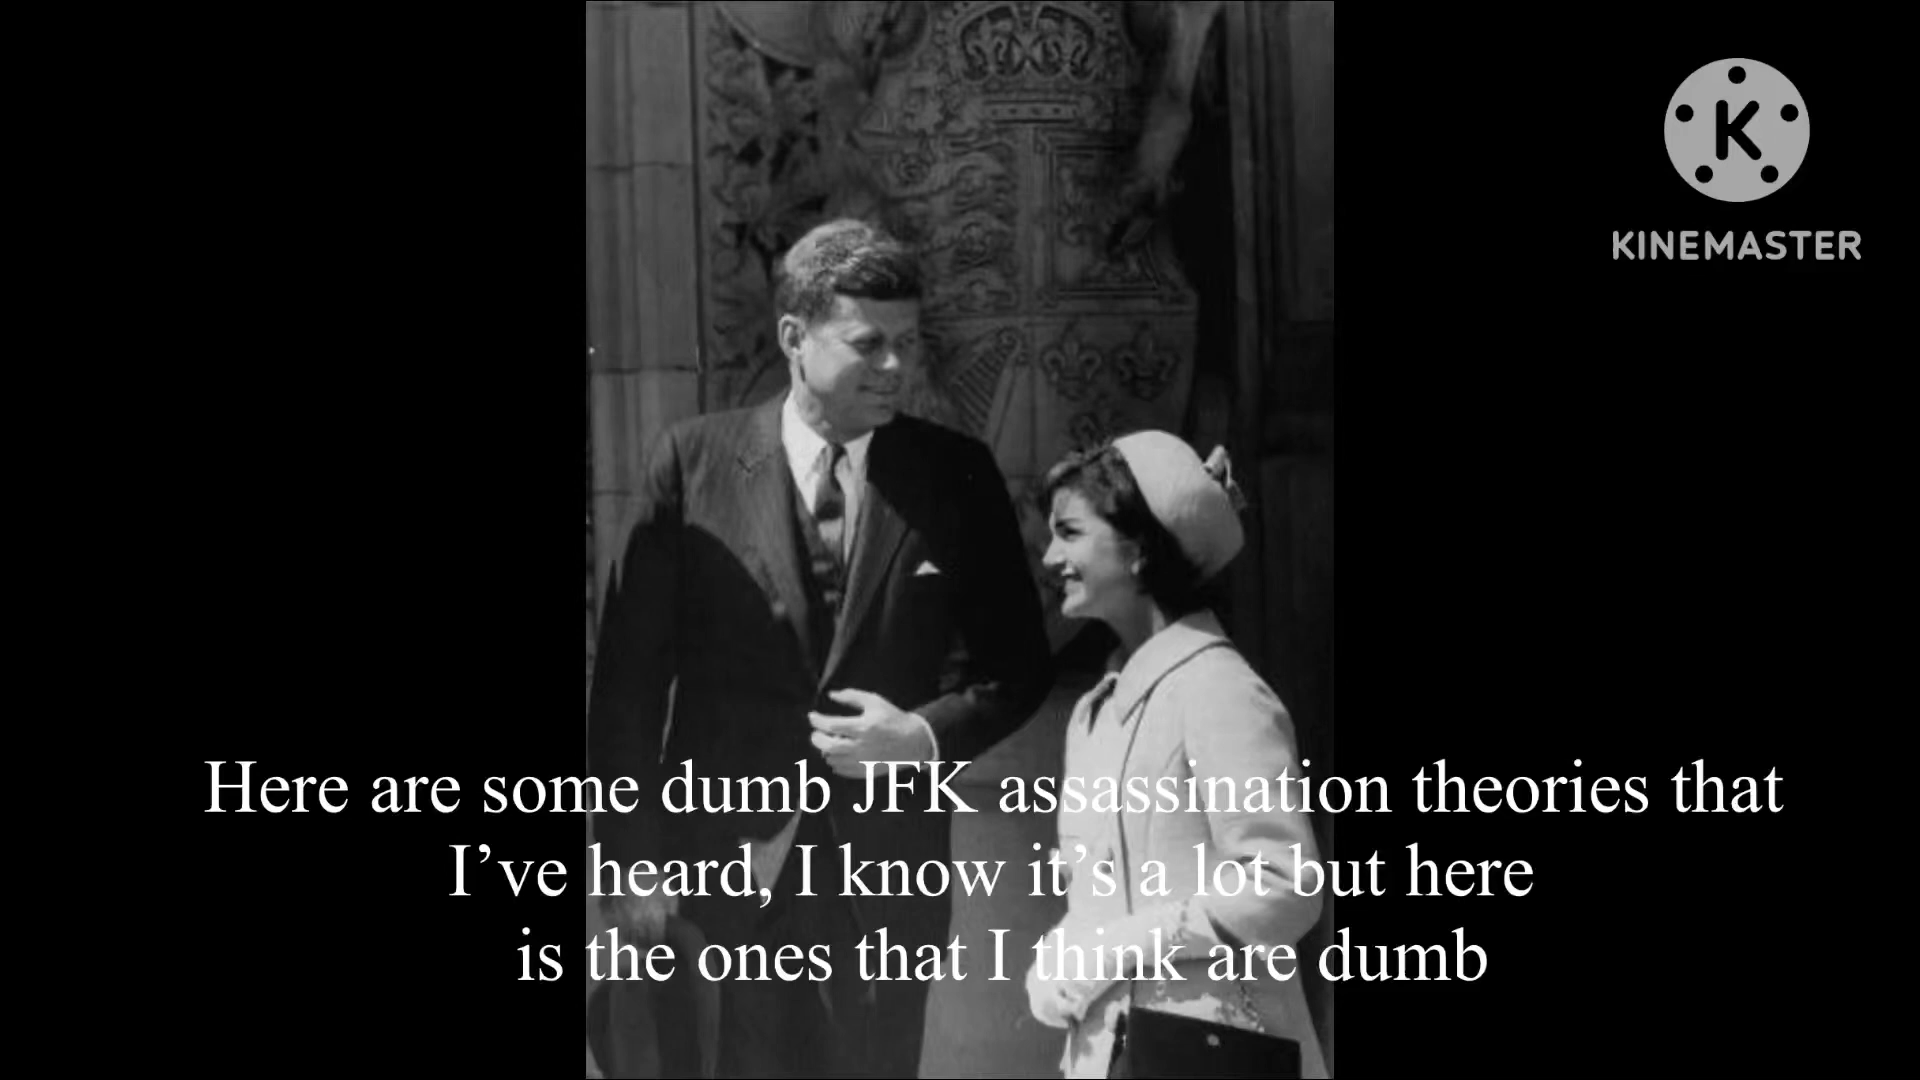 KINEMASTER
Here are some dumb JFK assassination theories that
I’ve heard, I know it’s a lot but here
is the ones that I think are dumb